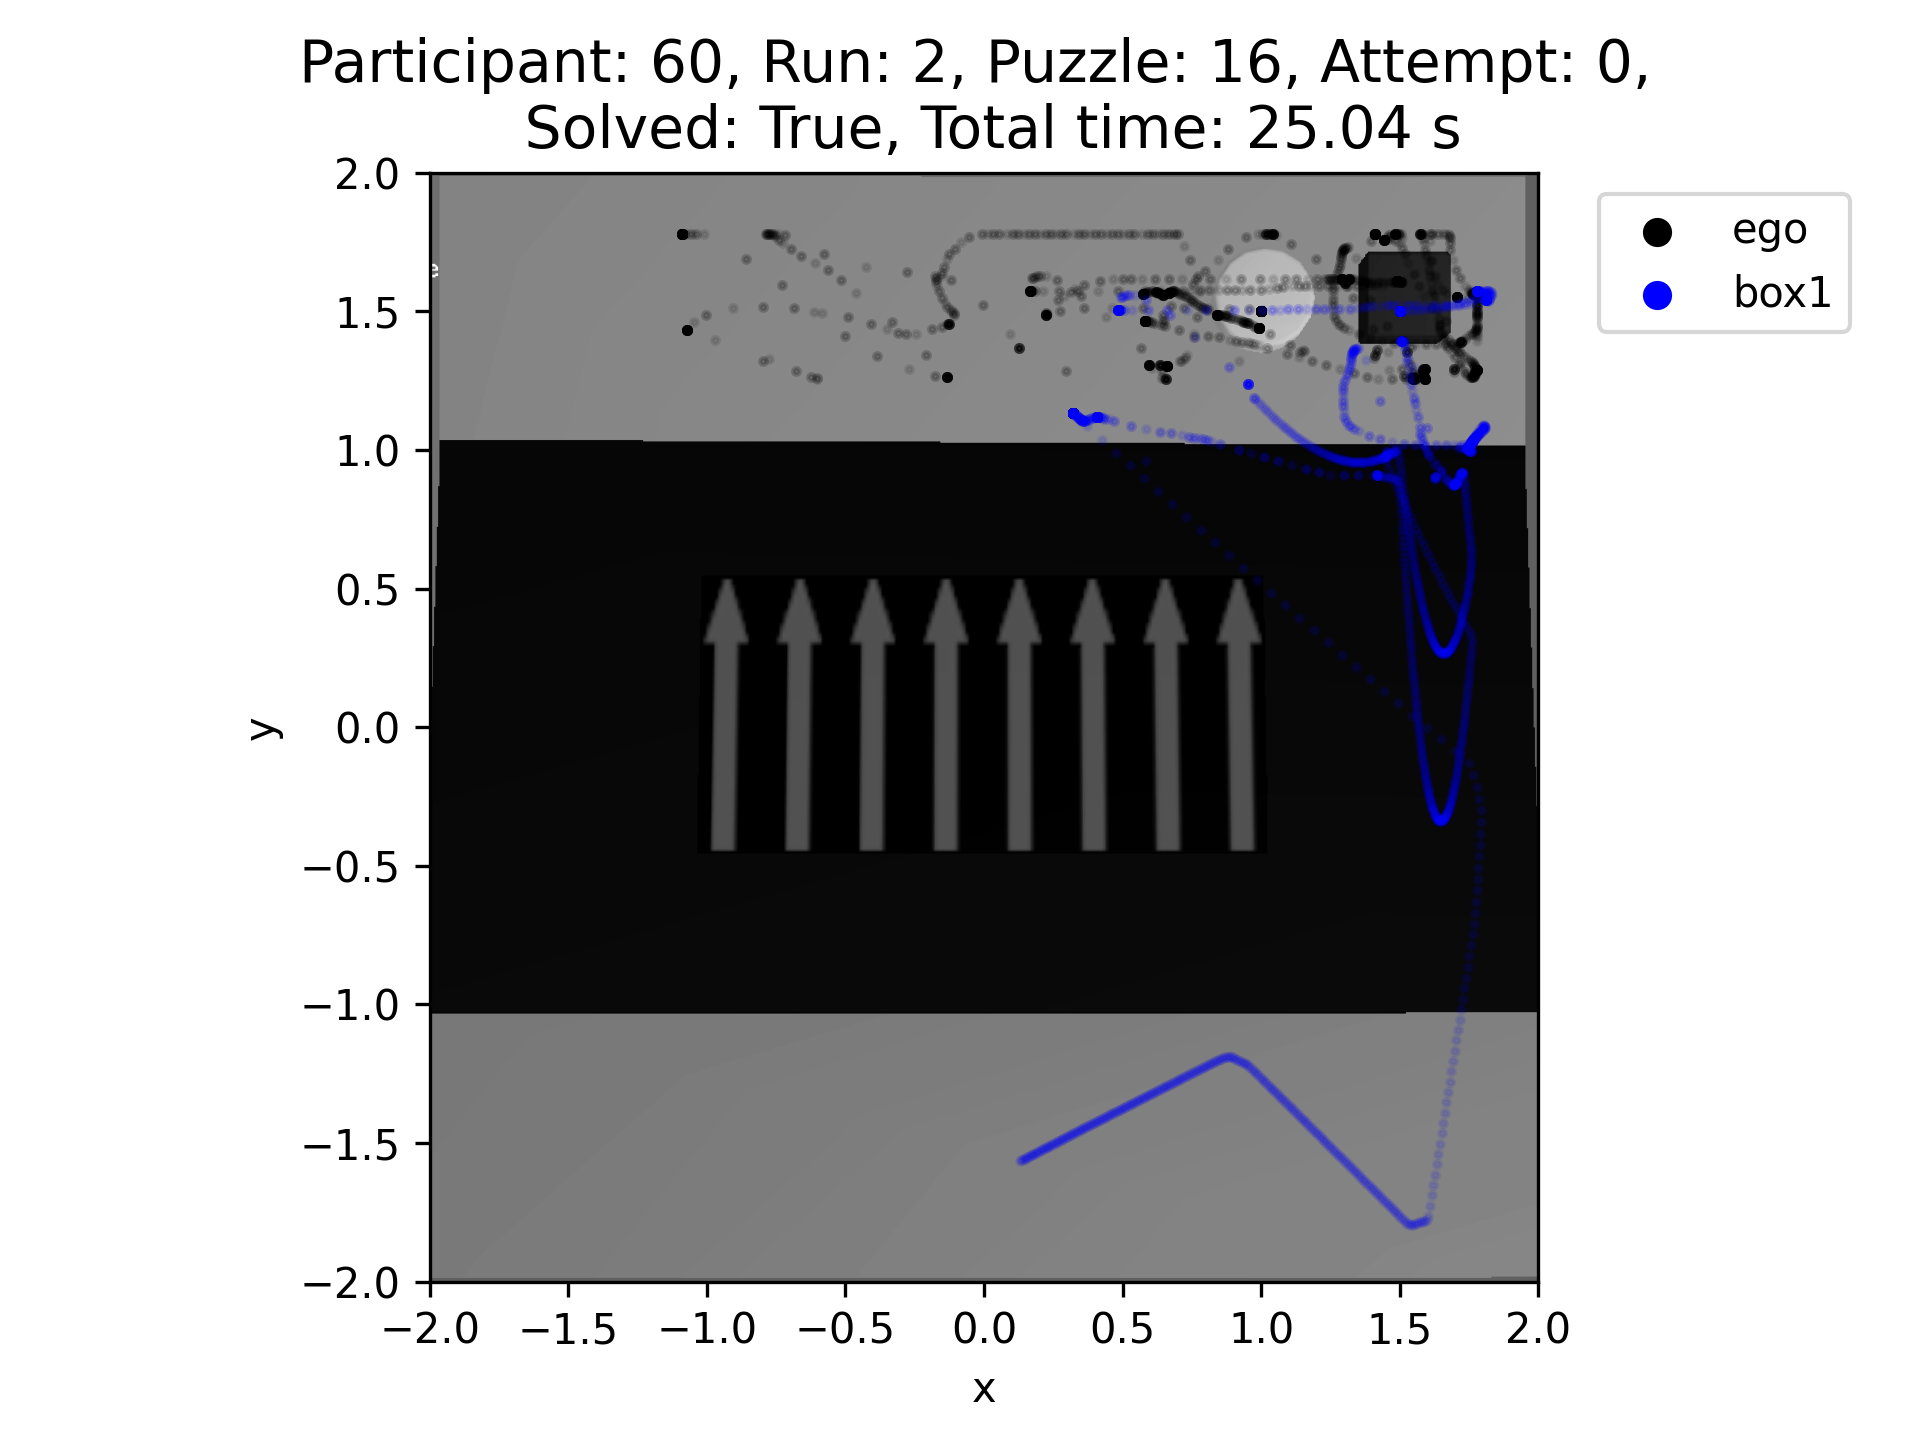 Participant: 60, Run: 2, Puzzle: 16, Attempt: 0,
Solved: True, Total time: 25.04 s
ego
box1
2.0
1.5
1.0
0.5
0.0
−0.5
−1.0
−1.5
−2.0
y
−2.0 −1.5 −1.0 −0.5 0.0 0.5 1.0 1.5 2.0
x